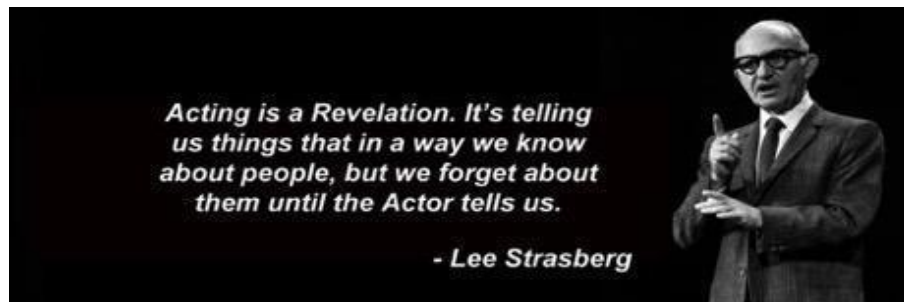 Acting is a Revelation. It's telling
us things that in a way we know
about people, but we forget about
them until the Actor tells us.
- Lee Strasberg